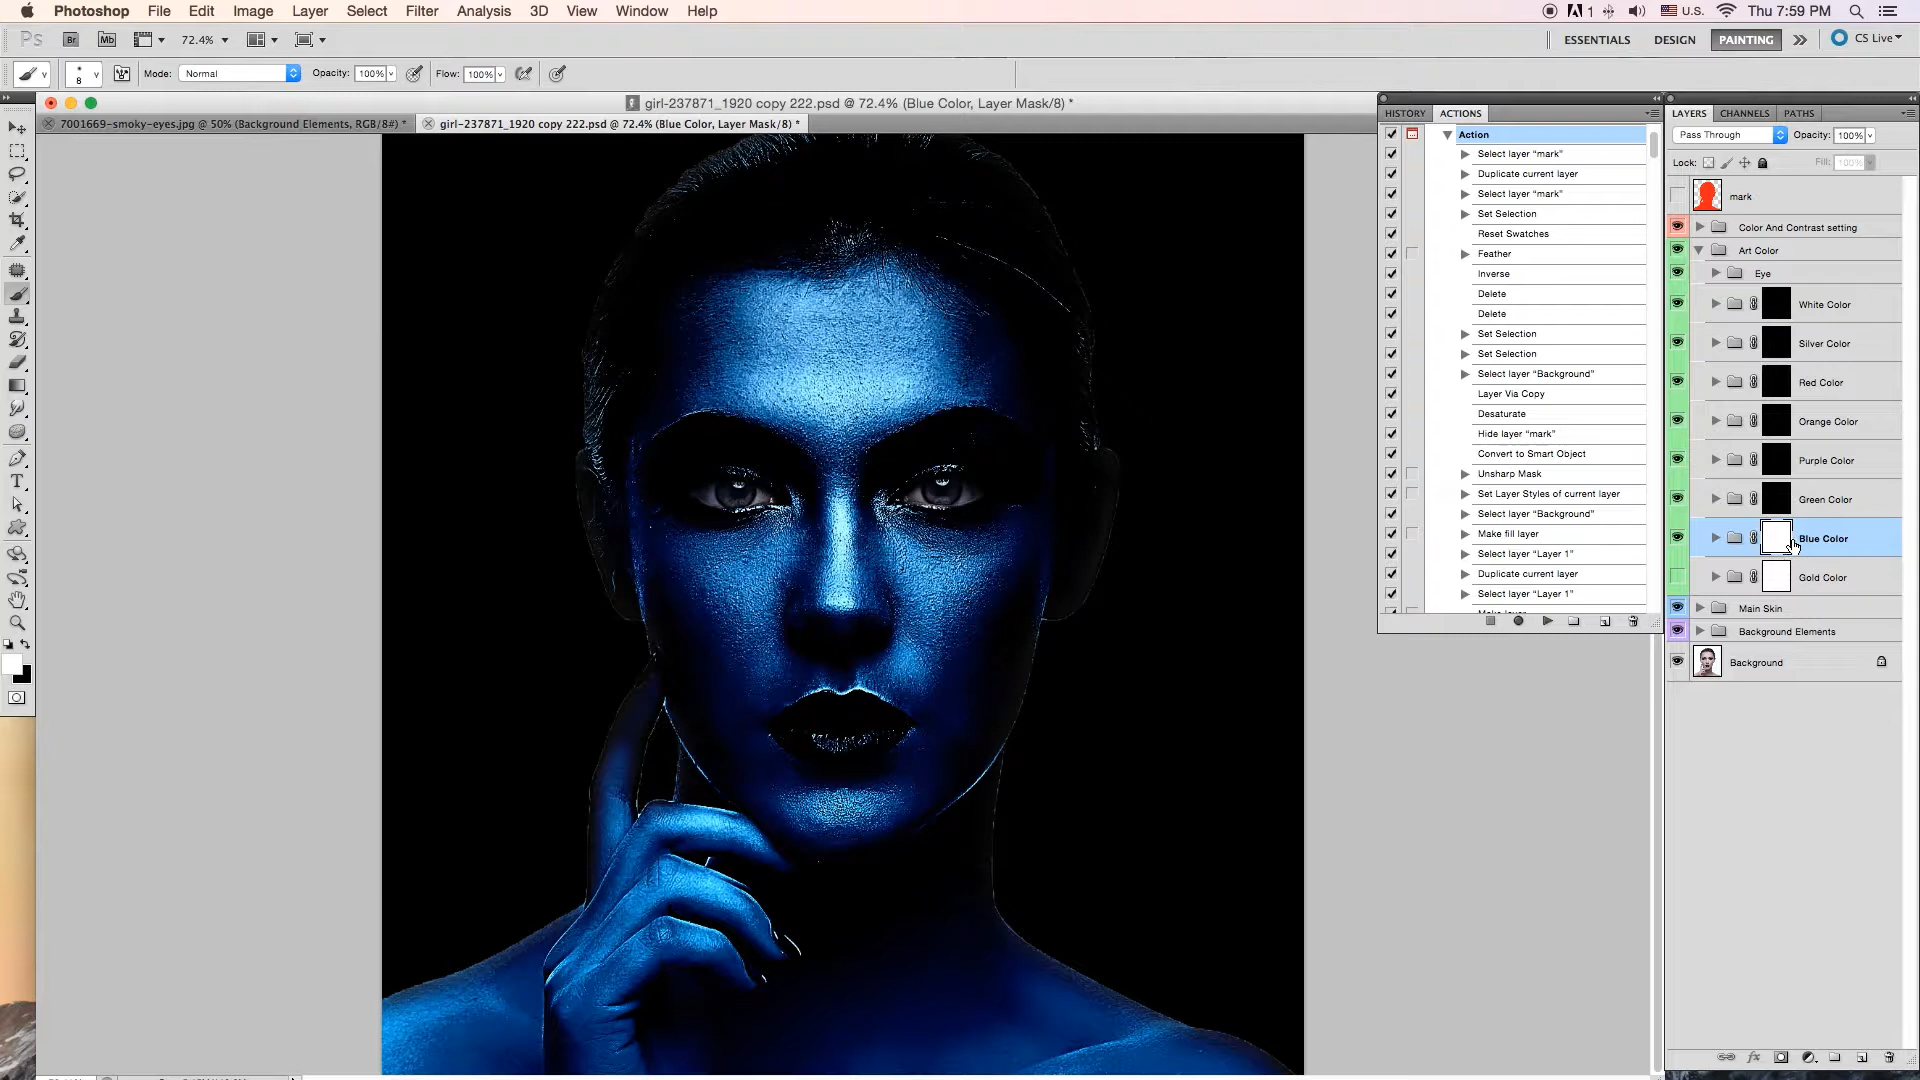 Photoshop File Edit Image Layer Select Filter Analysis 3D View Window Help 1 U.S. Thu 7:59 PM
Ps Br Mb 72.4% ESSENTIALS DESIGN PAINTING CS Live
8 Mode: Normal Opacity: 100% Flow: 100%
girl-237871_1920 copy 222.psd @ 72.4% (Blue Color, Layer Mask/8) *
7001669-smoky-eyes.jpg @ 50% (Background Elements, RGB/8#) *
girl-237871_1920 copy 222.psd @ 72.4% (Blue Color, Layer Mask/8) *
HISTORY ACTIONS
Action
Select layer “mark”
Duplicate current layer
Select layer “mark”
Set Selection
Reset Swatches
Feather
Inverse
Delete
Delete
Set Selection
Set Selection
Select layer “Background”
Layer Via Copy
Desaturate
Hide layer “mark”
Convert to Smart Object
Unsharp Mask
Set Layer Styles of current layer
Select layer “Background”
Make fill layer
Select layer “Layer 1”
Duplicate current layer
Select layer “Layer 1”
LAYERS CHANNELS PATHS
Pass Through Opacity: 100%
Lock: Fill: 100%
mark
Color And Contrast setting
Art Color
Eye
White Color
Silver Color
Red Color
Orange Color
Purple Color
Green Color
Blue Color
Gold Color
Main Skin
Background Elements
Background